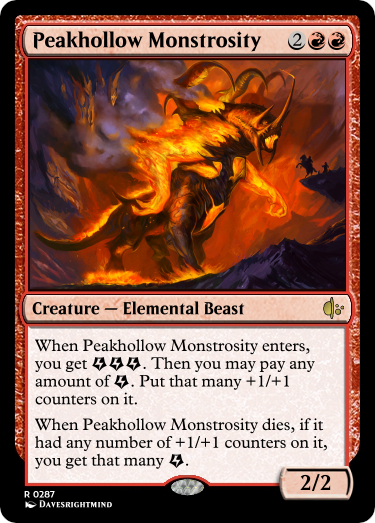 Peakhollow Monstrosity 2
Creature — Elemental Beast
When Peakhollow Monstrosity enters,
you get. Then you may pay any
amount of. Put that many +1/+1
counters on it.
When Peakhollow Monstrosity dies, if it
had any number of +1/+1 counters on it,
you get that many.
2/2
R 0287
Davesrightmind